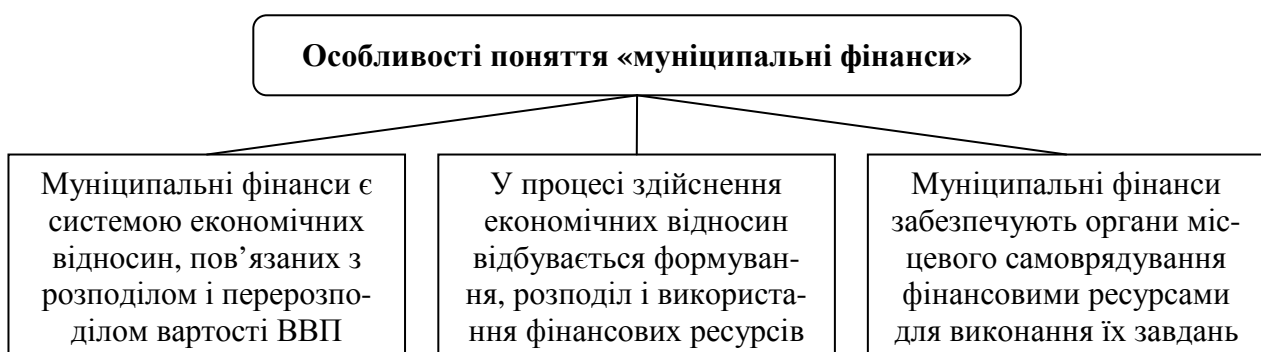 Особливості поняття «муніципальні фінанси»
Муніципальні фінанси є
системою економічних
відносин, пов’язаних з
розподілом і перерозпо-
ділом вартості ВВП
У процесі здійснення
економічних відносин
відбувається формуван-
ня, розподіл і використа-
ання фінансових ресурсів
Муніципальні фінанси
забезпечують органи міс-
цевого самоврядування
фінансовими ресурсами
для виконання їх завдань